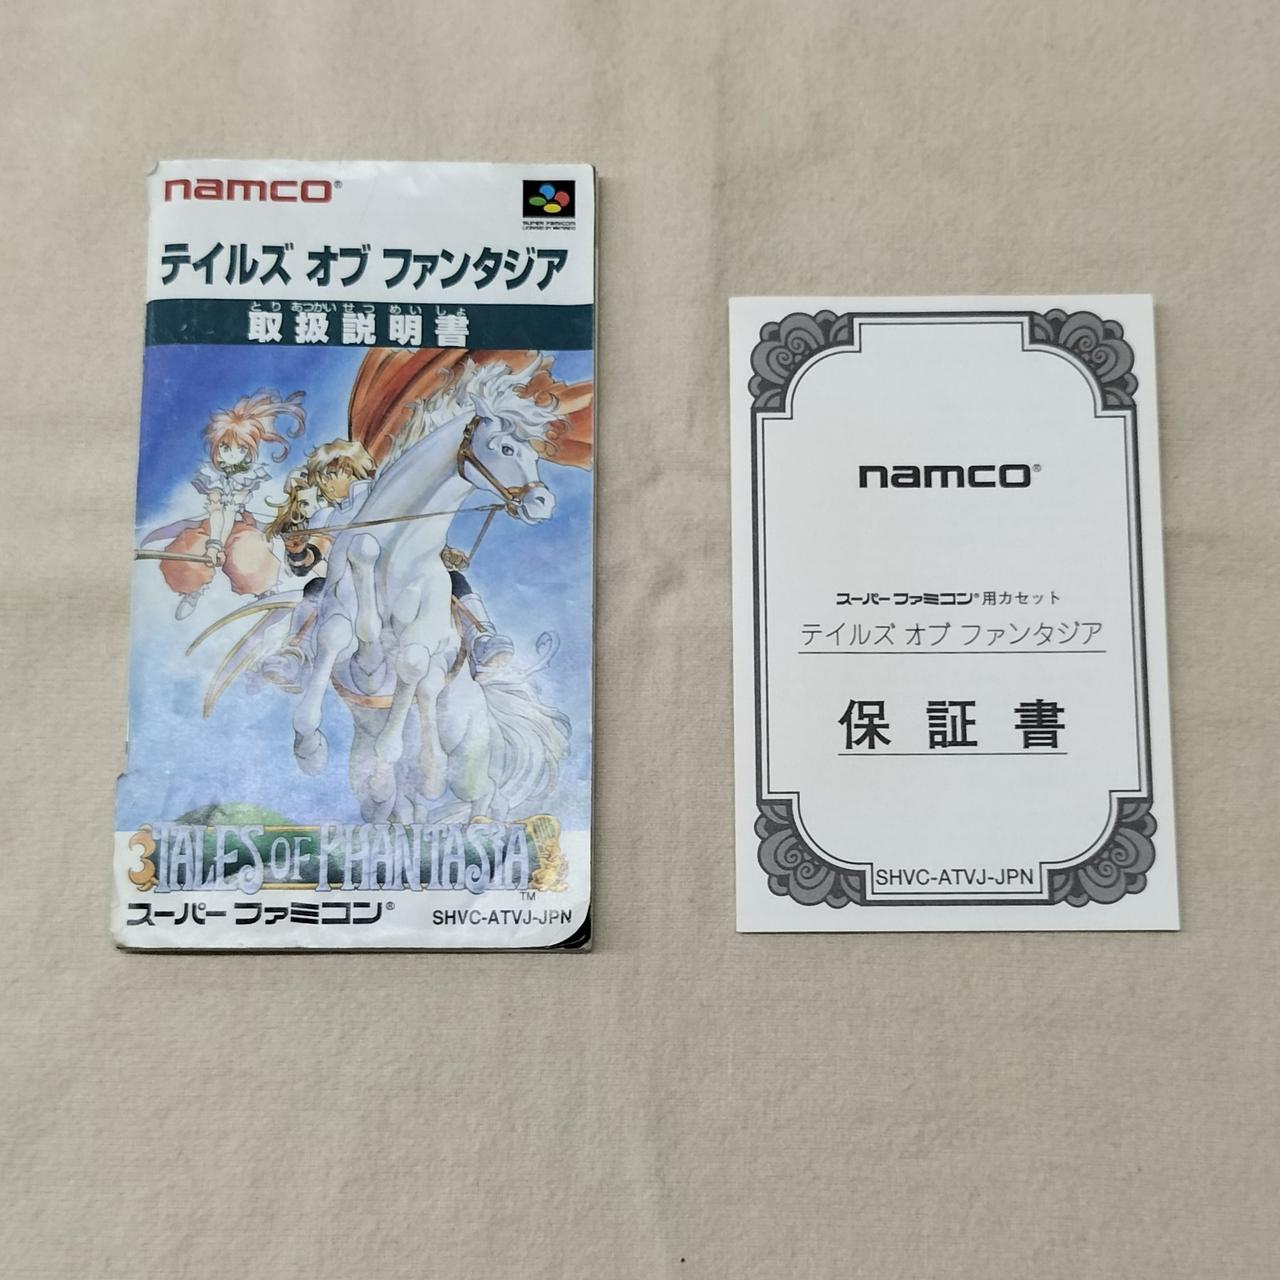 namco®
SUPER FAMICOM
LICENSED BY NINTENDO
テイルズ オブ ファンタジア
とり あつかい せつ めい しょ
取扱説明書
TALES OF PHANTASIA
TM
スーパーファミコン®
SHVC-ATVJ-JPN
namco®
スーパーファミコン®用カセット
テイルズ オブ ファンタジア
保証書
SHVC-ATVJ-JPN